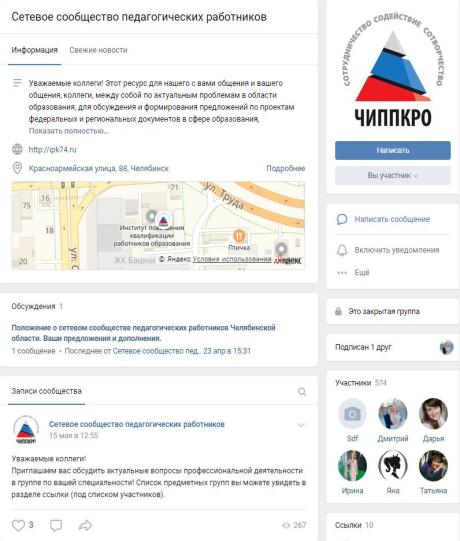 Сетевое сообщество педагогических работников
Информация Свежие новости
Уважаемые коллеги! Этот ресурс для нашего с вами общения и вашего
общения, коллеги, между собой по актуальным проблемам в области
образования, для обсуждения и формирования предложений по проектам
федеральных и региональных документов в сфере образования,
Показать полностью…
http://ipk74.ru
Красноармейская улица, 88, Челябинск Подробнее
75
16
25
18
ул. Труда
Институт повышения
квалификации
работников образования
Птичка
ЖК Башни
© Яндекс Условия использования Яндекс
Обсуждения 1
Положение о сетевом сообществе педагогических работников Челябинской
области. Ваши предложения и дополнения.
1 сообщение • Последнее от Сетевое сообщество пед.. 23 апр в 15:31
Записи сообщества
ЧИППКРО
Сетевое сообщество педагогических работников
15 мая в 12:55
Уважаемые коллеги!
Приглашаем вас обсудить актуальные вопросы профессиональной деятельности
в группе по вашей специальности! Список предметных групп вы можете увидеть в
разделе ссылки (под списком участников).
3
267
СОТРУДНИЧЕСТВО СОДЕЙСТВИЕ СОТВОРЧЕСТВО
ЧИППКРО
Написать
Вы участник
Написать сообщение
Включить уведомления
Ещё
Это закрытая группа
Подписан 1 друг
Участники 574
Sdf Дмитрий Дарья
Ирина Яна Татьяна
Ссылки 10